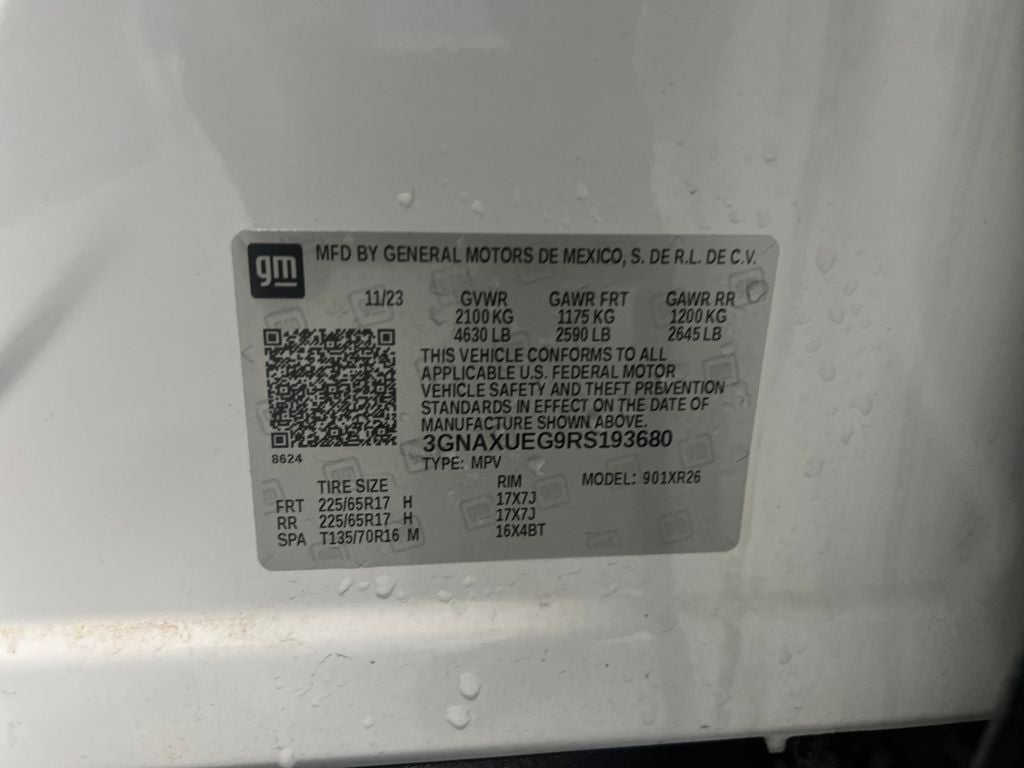 gm MFD BY GENERAL MOTORS DE MEXICO, S. DE R.L. DE C.V.
11/23 GVWR GAWR FRT GAWR RR
2100 KG 1175 KG 1200 KG
4630 LB 2590 LB 2645 LB
THIS VEHICLE CONFORMS TO ALL
APPLICABLE U.S. FEDERAL MOTOR
VEHICLE SAFETY AND THEFT PREVENTION
STANDARDS IN EFFECT ON THE DATE OF
MANUFACTURE SHOWN ABOVE.
3GNAXUEG9RS193680
8624
TYPE: MPV MODEL: 901XR26
TIRE SIZE RIM
FRT 225/65R17 H 17X7J
RR 225/65R17 H 17X7J
SPA T135/70R16 M 16X4BT